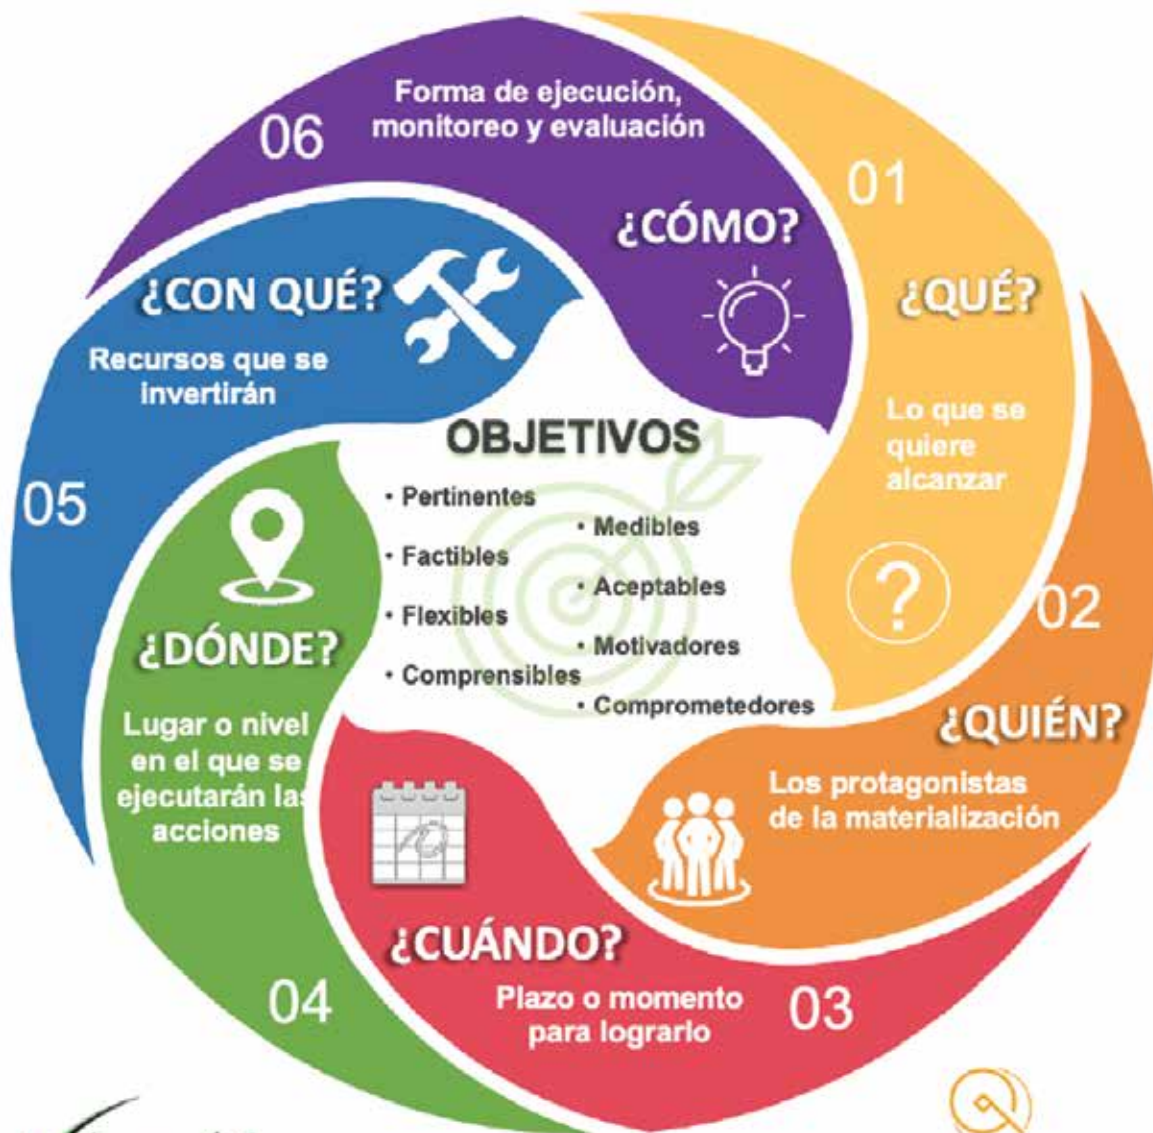 01
¿QUÉ?
Lo que se
quiere
alcanzar
?
02
¿QUIÉN?
Los protagonistas
de la materialización
03
¿CUÁNDO?
Plazo o momento
para lograrlo
04
¿DÓNDE?
Lugar o nivel
en el que se
ejecutarán las
acciones
05
¿CON QUÉ?
Recursos que se
invertirán
06
¿CÓMO?
Forma de ejecución,
monitoreo y evaluación
OBJETIVOS
• Pertinentes
• Factibles
• Flexibles
• Comprensibles
• Medibles
• Aceptables
• Motivadores
• Comprometedores